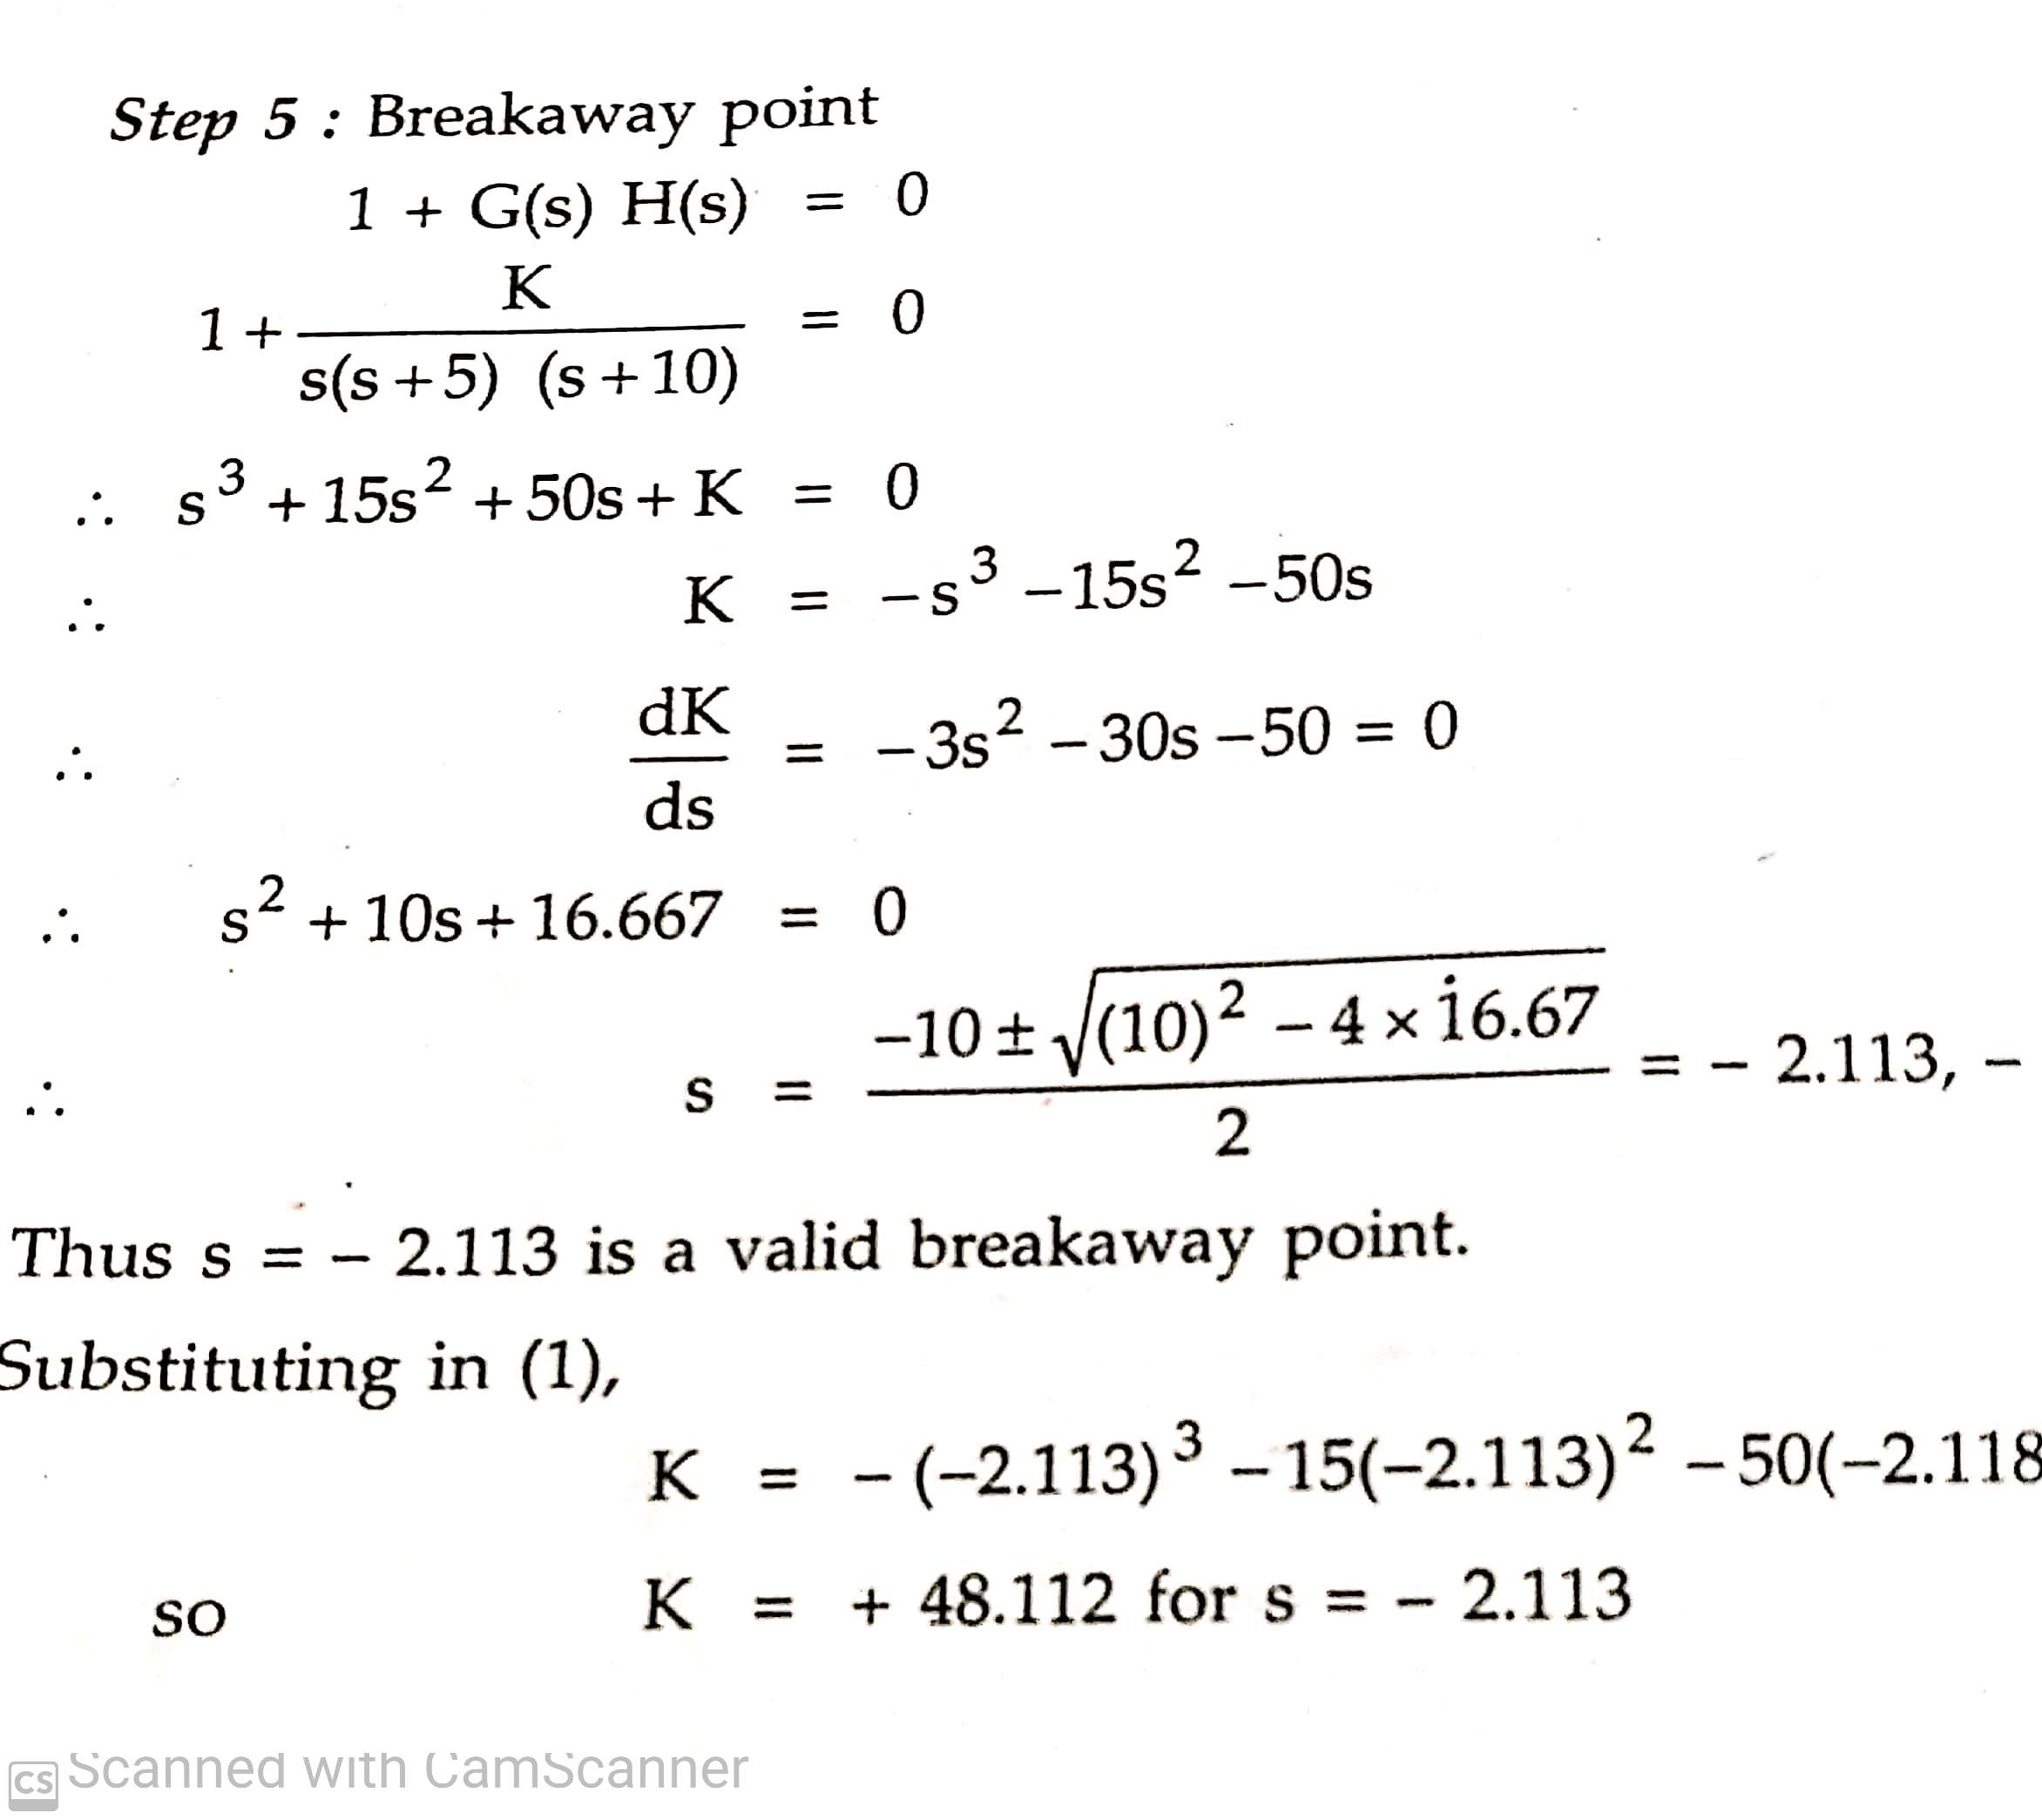 Step 5 : Breakaway point
1 + G(s) H(s) = 0
1 + K / s(s+5) (s+10) = 0
∴ s³ + 15s² + 50s + K = 0
∴ K = −s³ − 15s² − 50s
∴ dK/ds = −3s² − 30s − 50 = 0
∴ s² + 10s + 16.667 = 0
∴ s = −10 ± √(10)² − 4 × 16.67 / 2 = − 2.113, −
Thus s = − 2.113 is a valid breakaway point.
Substituting in (1),
K = − (−2.113)³ − 15(−2.113)² − 50(−2.118
so K = + 48.112 for s = − 2.113
CS Scanned with CamScanner